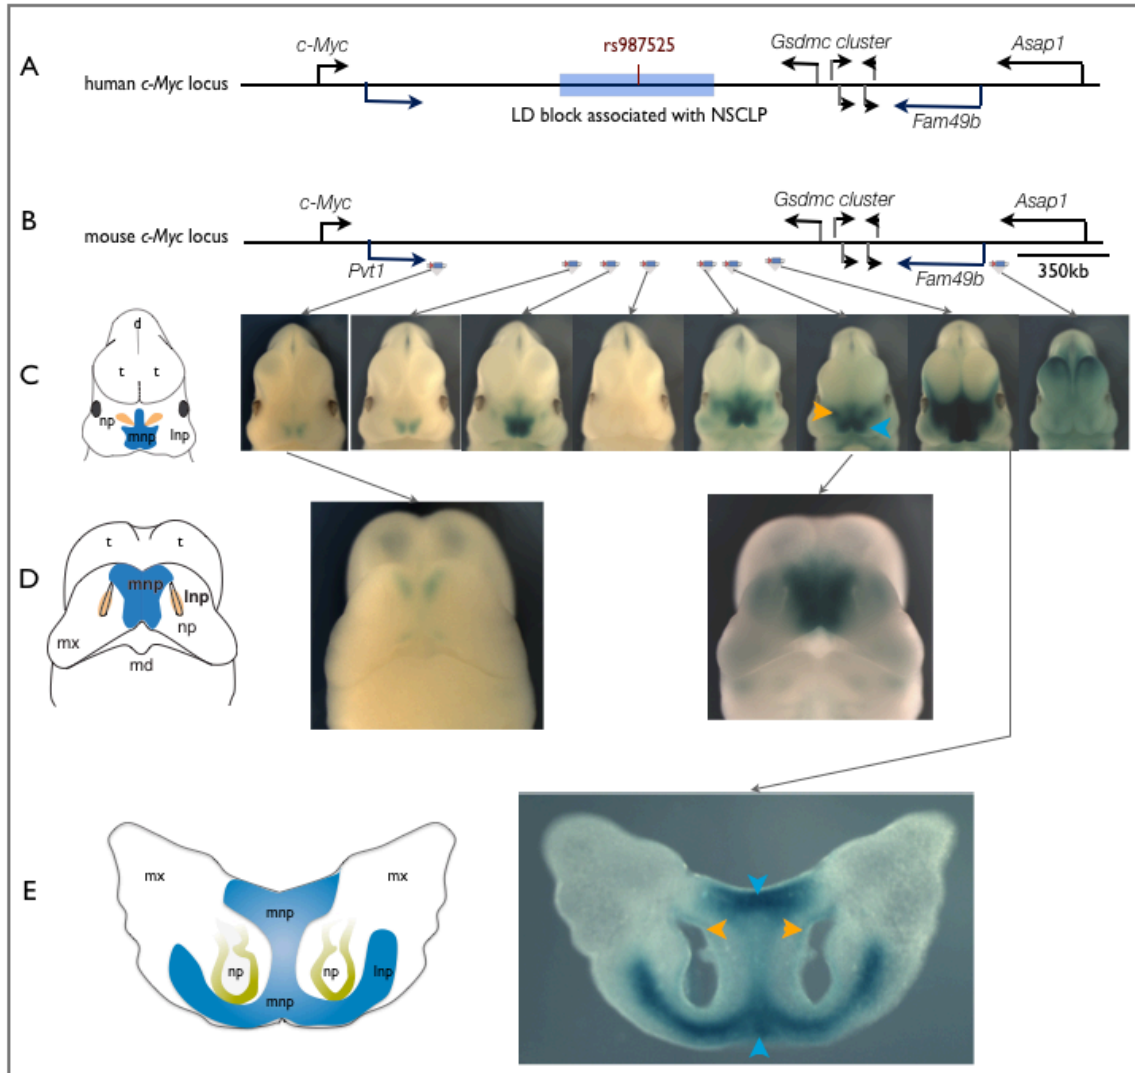 A
human c-Myc locus
c-Myc
rs987525
Gsdmc cluster
Asap1
LD block associated with NSCLP
Fam49b
B
mouse c-Myc locus
c-Myc
Gsdmc cluster
Asap1
Pvt1
Fam49b
350kb
C
d
t t
np
mnp
lnp
D
t t
mnp
lnp
np
mx
md
E
mx mx
mnp
np np
lnp
mnp